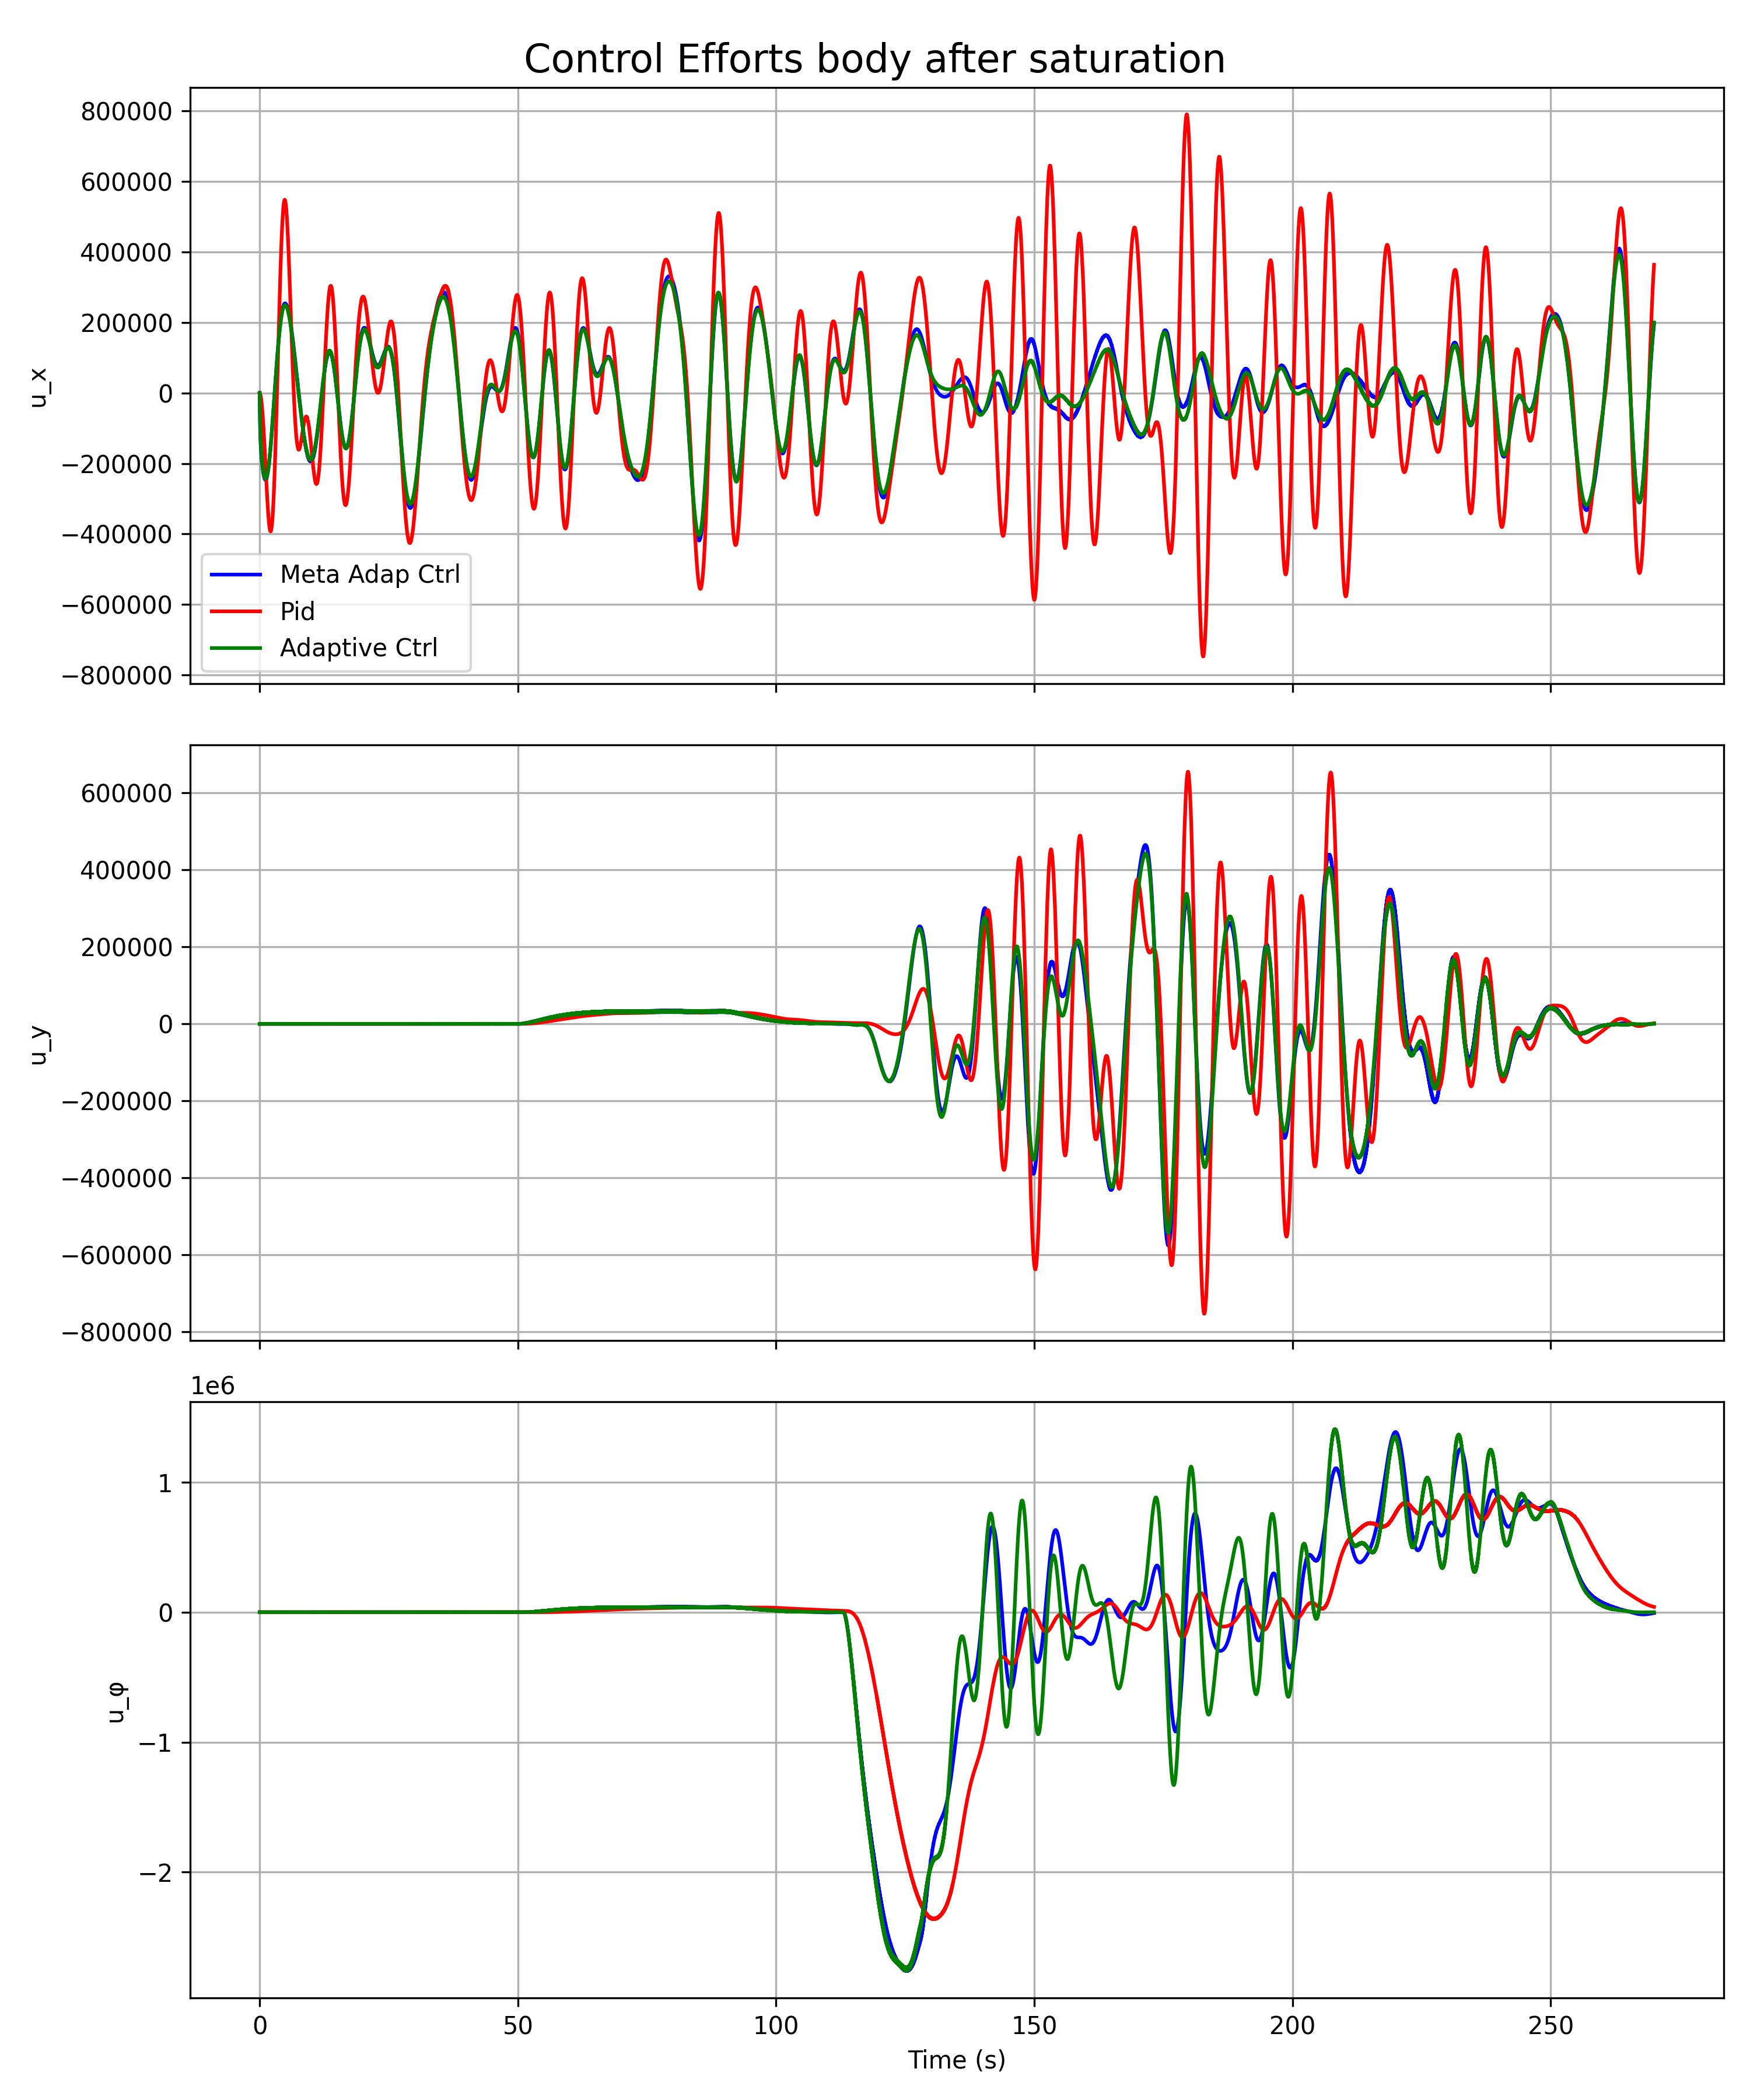 Control Efforts body after saturation
800000
600000
400000
200000
0
−200000
−400000
−600000
−800000
u_x
Meta Adap Ctrl
Pid
Adaptive Ctrl
600000
400000
200000
0
−200000
−400000
−600000
−800000
u_y
1e6
1
0
−1
−2
u_φ
0 50 100 150 200 250
Time (s)